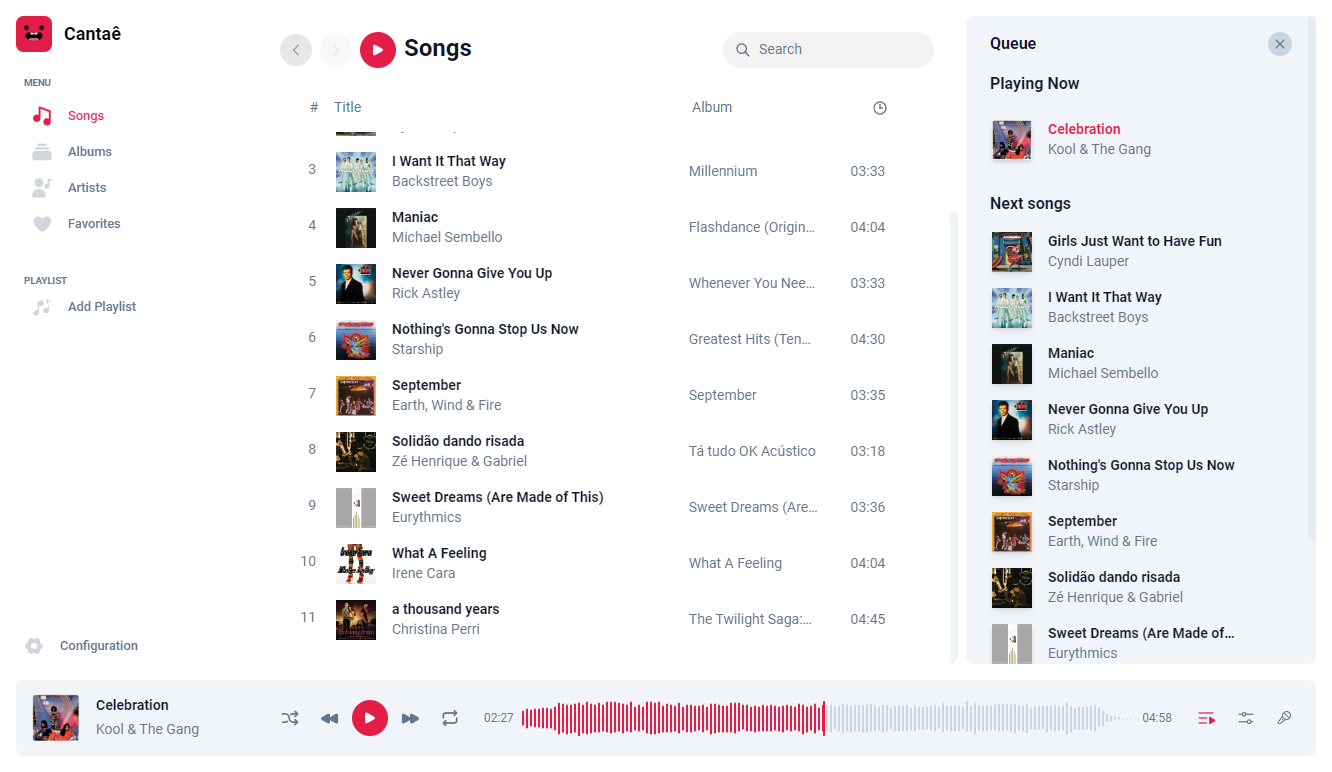 Cantaê
MENU
Songs
Albums
Artists
Favorites
PLAYLIST
Add Playlist
Configuration
Songs
Search
# Title Album
3 I Want It That Way Millennium 03:33
Backstreet Boys
4 Maniac Flashdance (Origin... 04:04
Michael Sembello
5 Never Gonna Give You Up Whenever You Nee... 03:33
Rick Astley
6 Nothing's Gonna Stop Us Now Greatest Hits (Ten... 04:30
Starship
7 September September 03:35
Earth, Wind & Fire
8 Solidão dando risada Tá tudo OK Acústico 03:18
Zé Henrique & Gabriel
9 Sweet Dreams (Are Made of This) Sweet Dreams (Are... 03:36
Eurythmics
10 What A Feeling What A Feeling 04:04
Irene Cara
11 a thousand years The Twilight Saga:... 04:45
Christina Perri
Queue
Playing Now
Celebration
Kool & The Gang
Next songs
Girls Just Want to Have Fun
Cyndi Lauper
I Want It That Way
Backstreet Boys
Maniac
Michael Sembello
Never Gonna Give You Up
Rick Astley
Nothing's Gonna Stop Us Now
Starship
September
Earth, Wind & Fire
Solidão dando risada
Zé Henrique & Gabriel
Sweet Dreams (Are Made of...
Eurythmics
Celebration
Kool & The Gang
02:27
04:58